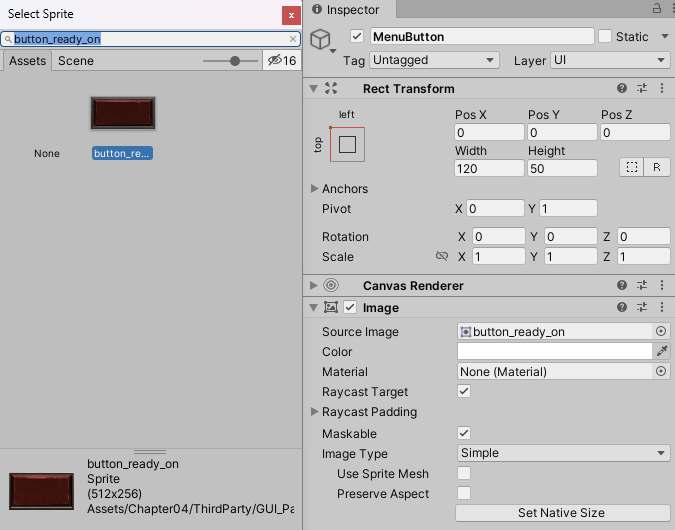 Select Sprite
button_ready_on
Assets
Scene
16
None
button_re...
button_ready_on
Sprite
(512x256)
Assets/Chapter04/ThirdParty/GUI_Pa
Inspector
MenuButton
Static
Tag
Untagged
Layer
UI
Rect Transform
left
top
Pos X
Pos Y
Pos Z
0
0
0
Width
Height
120
50
R
Anchors
Pivot
X 0
Y 1
Rotation
X 0
Y 0
Z 0
Scale
X 1
Y 1
Z 1
Canvas Renderer
Image
Source Image
button_ready_on
Color
Material
None (Material)
Raycast Target
Raycast Padding
Maskable
Image Type
Simple
Use Sprite Mesh
Preserve Aspect
Set Native Size